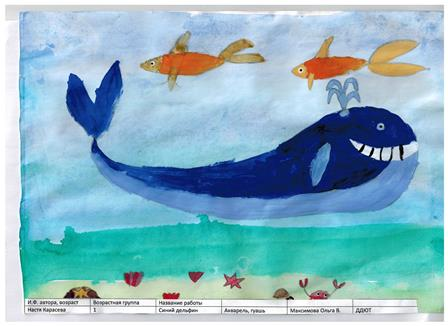 И.Ф. автора, возраст Возрастная группа Название работы
Настя Карасева 1 Синий дельфин Акварель, гуашь Максимова Ольга В. ДДЮТ